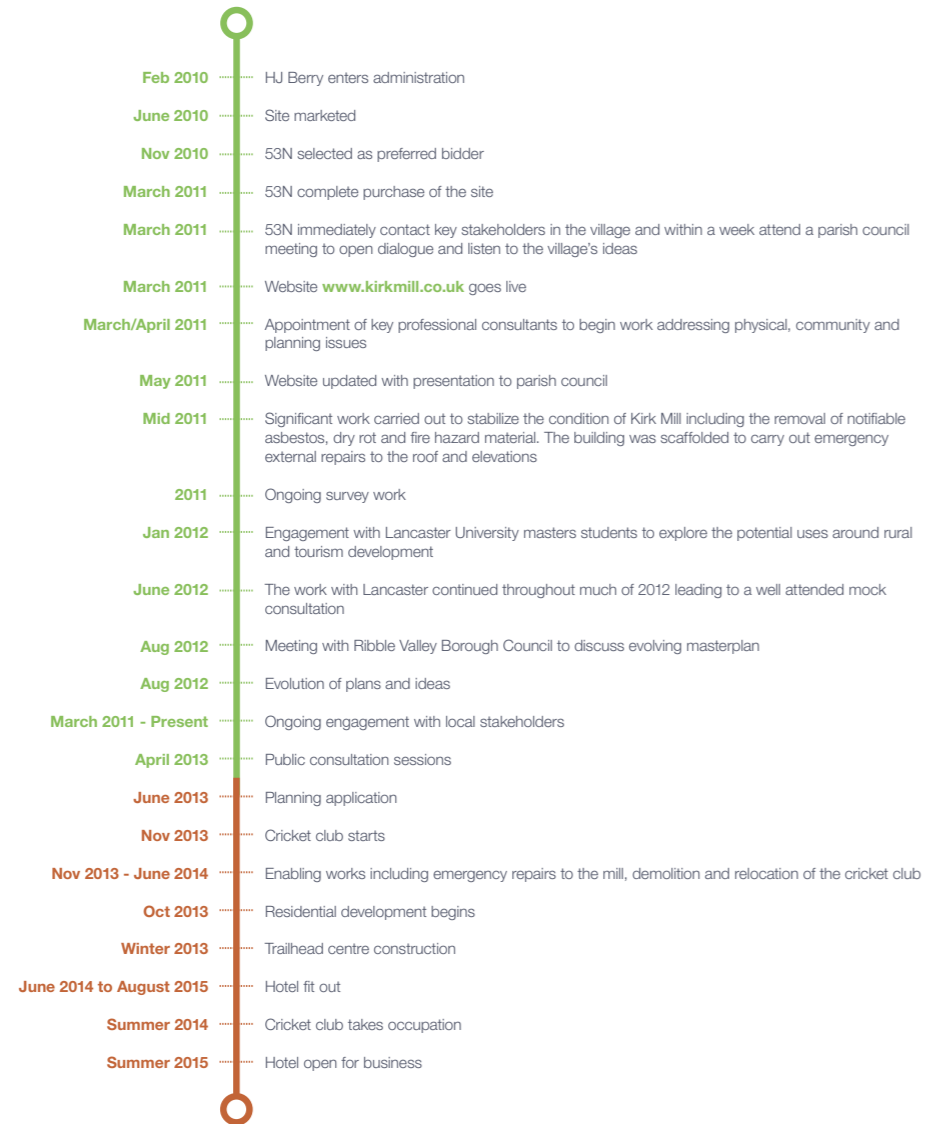 Feb 2010 HJ Berry enters administration
June 2010 Site marketed
Nov 2010 53N selected as preferred bidder
March 2011 53N complete purchase of the site
March 2011 53N immediately contact key stakeholders in the village and within a week attend a parish council
meeting to open dialogue and listen to the village's ideas
March 2011 Website www.kirkmill.co.uk goes live
March/April 2011 Appointment of key professional consultants to begin work addressing physical, community and
planning issues
May 2011 Website updated with presentation to parish council
Mid 2011 Significant work carried out to stabilize the condition of Kirk Mill including the removal of notifiable
asbestos, dry rot and fire hazard material. The building was scaffolded to carry out emergency
external repairs to the roof and elevations
2011 Ongoing survey work
Jan 2012 Engagement with Lancaster University masters students to explore the potential uses around rural
and tourism development
June 2012 The work with Lancaster continued throughout much of 2012 leading to a well attended mock
consultation
Aug 2012 Meeting with Ribble Valley Borough Council to discuss evolving masterplan
Aug 2012 Evolution of plans and ideas
March 2011 - Present Ongoing engagement with local stakeholders
April 2013 Public consultation sessions
June 2013 Planning application
Nov 2013 Cricket club starts
Nov 2013 - June 2014 Enabling works including emergency repairs to the mill, demolition and relocation of the cricket club
Oct 2013 Residential development begins
Winter 2013 Trailhead centre construction
June 2014 to August 2015 Hotel fit out
Summer 2014 Cricket club takes occupation
Summer 2015 Hotel open for business